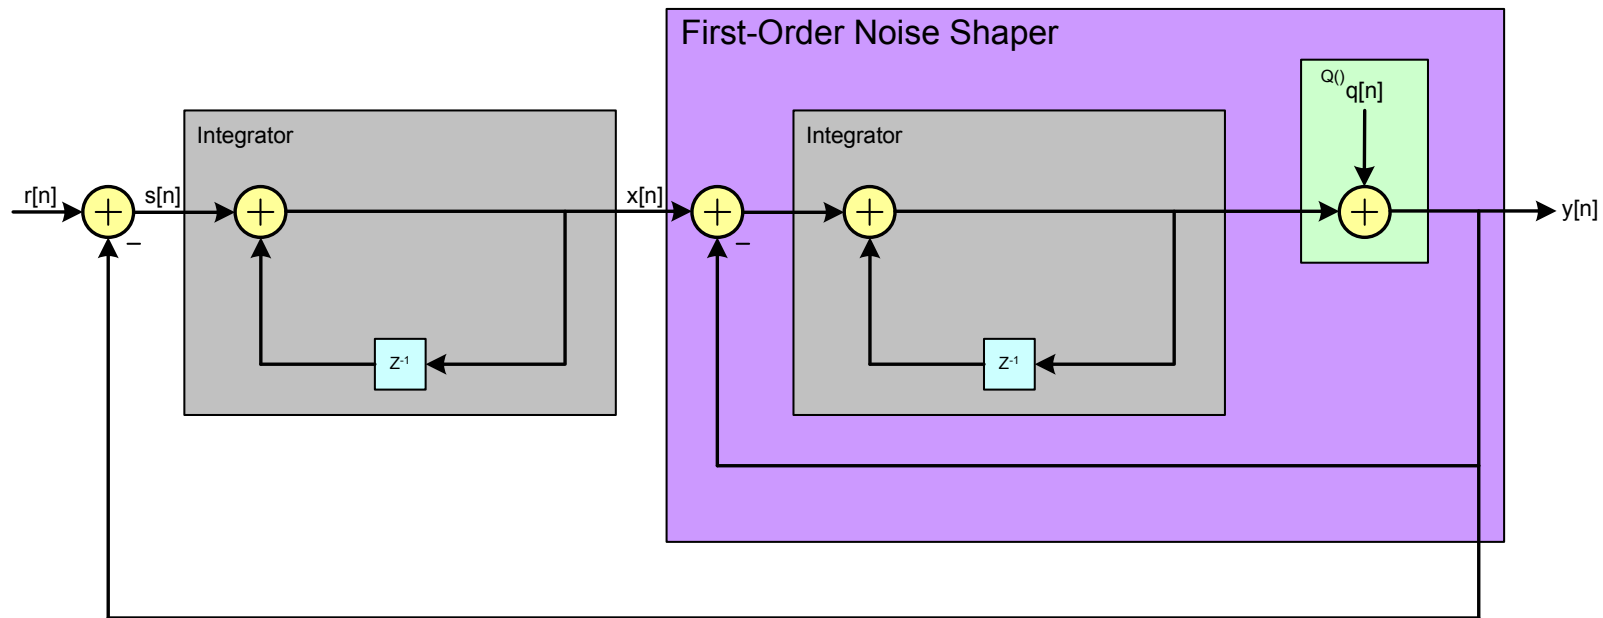 First-Order Noise Shaper
Q()
q[n]
Integrator
Integrator
r[n]
s[n]
x[n]
y[n]
+
+
+
+
+
−
−
Z-1
Z-1